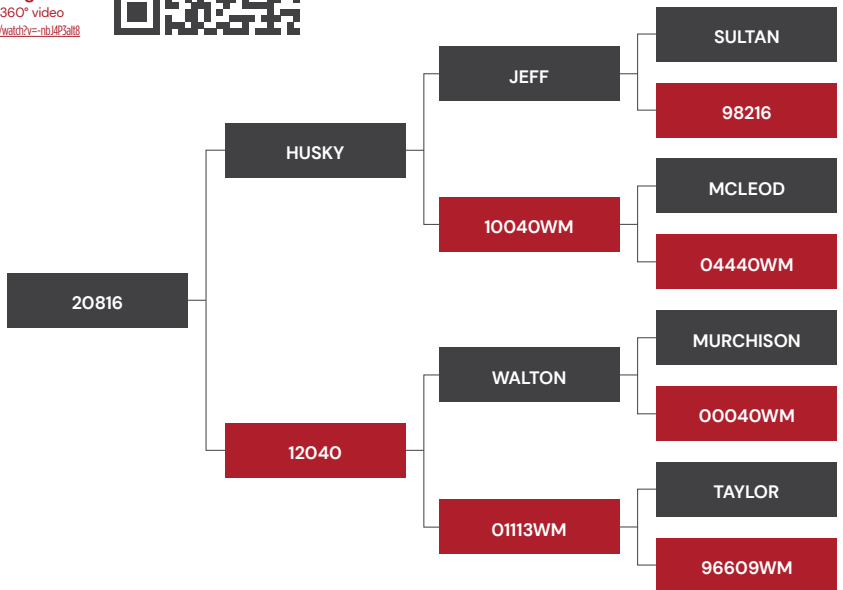 360° video
/watch?v=-nbJ4P3alt8
SULTAN
JEFF
98216
HUSKY
MCLEOD
10040WM
04440WM
20816
MURCHISON
WALTON
00040WM
12040
TAYLOR
01113WM
96609WM